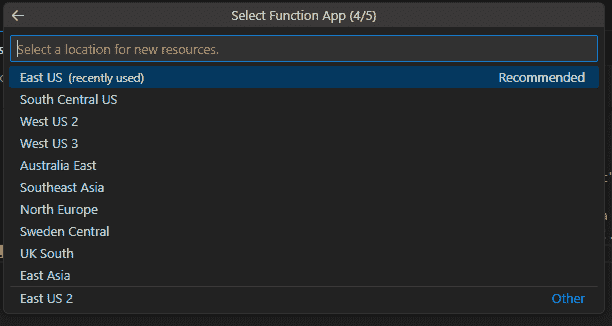 Select Function App (4/5)
Select a location for new resources.
East US (recently used) Recommended
South Central US
West US 2
West US 3
Australia East
Southeast Asia
North Europe
Sweden Central
UK South
East Asia
East US 2 Other